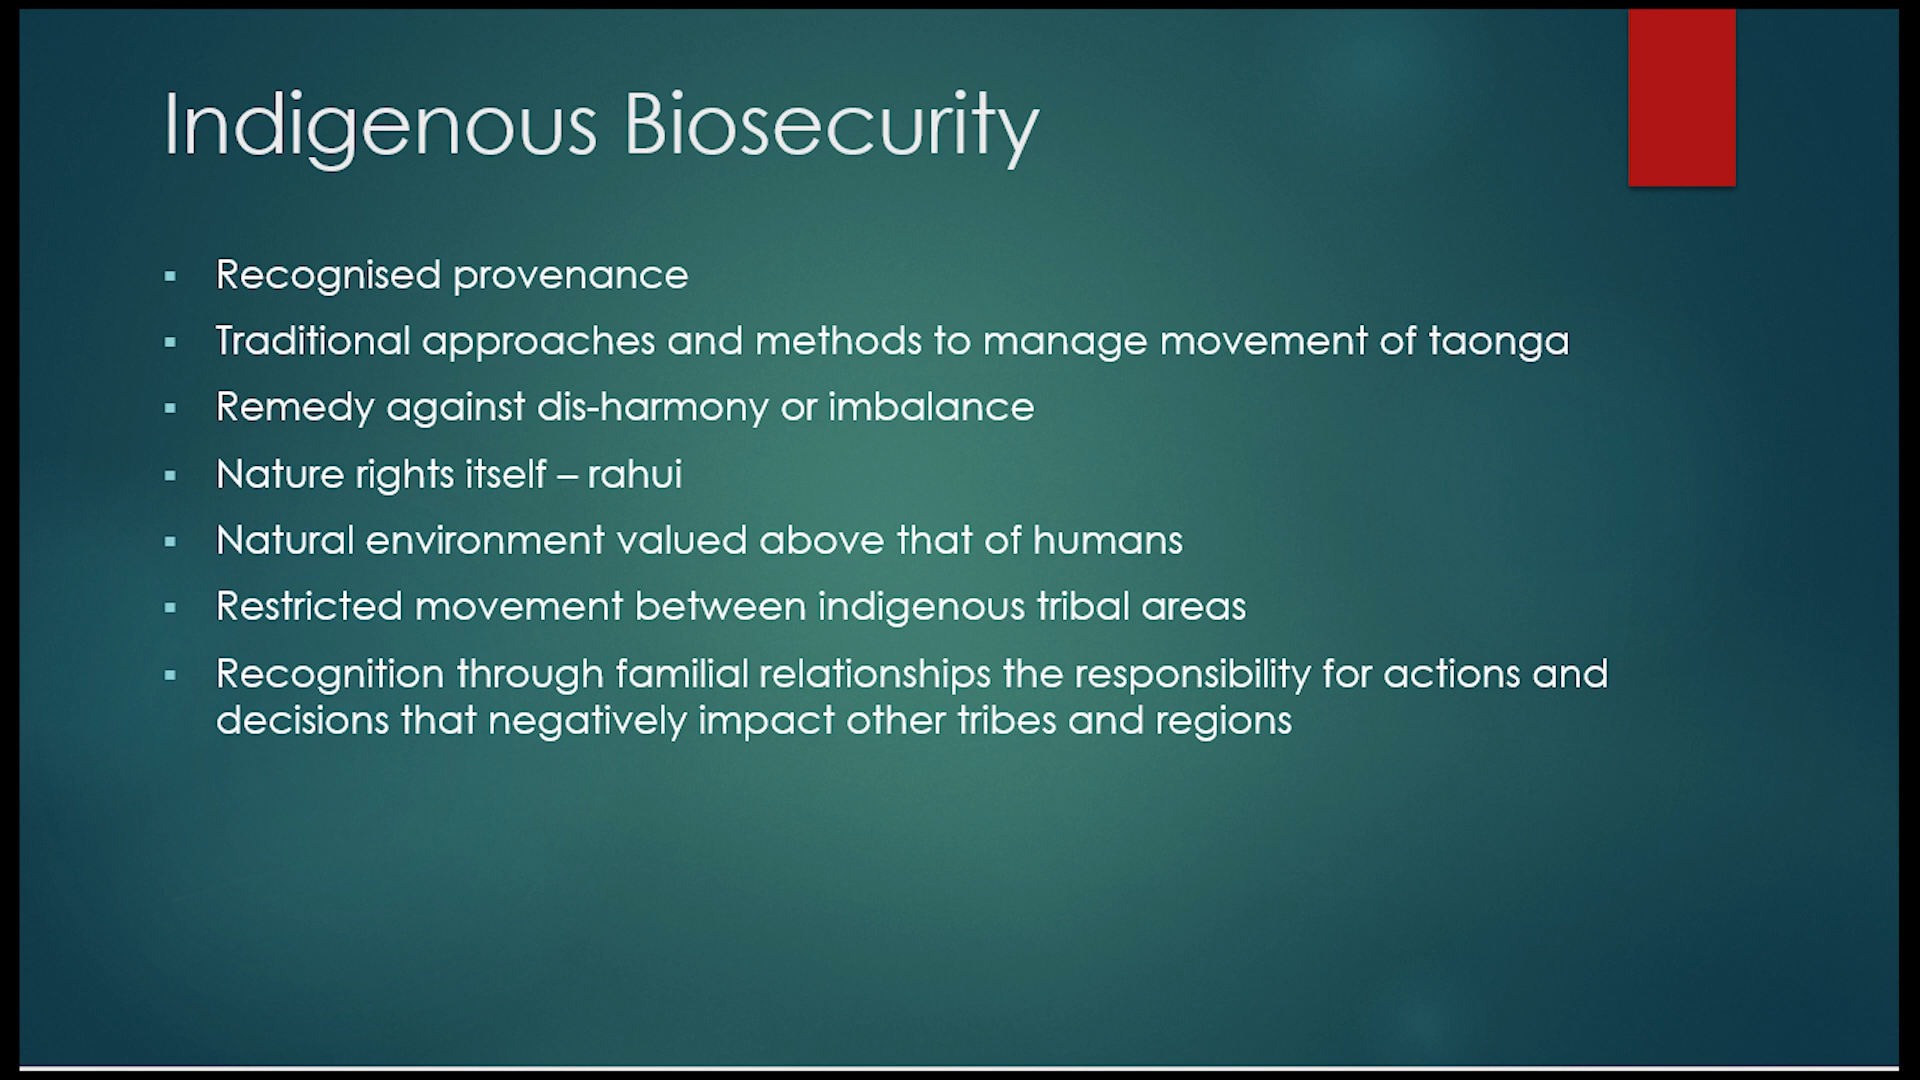 Indigenous Biosecurity
▪ Recognised provenance
▪ Traditional approaches and methods to manage movement of taonga
▪ Remedy against dis-harmony or imbalance
▪ Nature rights itself – rahui
▪ Natural environment valued above that of humans
▪ Restricted movement between indigenous tribal areas
▪ Recognition through familial relationships the responsibility for actions and
decisions that negatively impact other tribes and regions